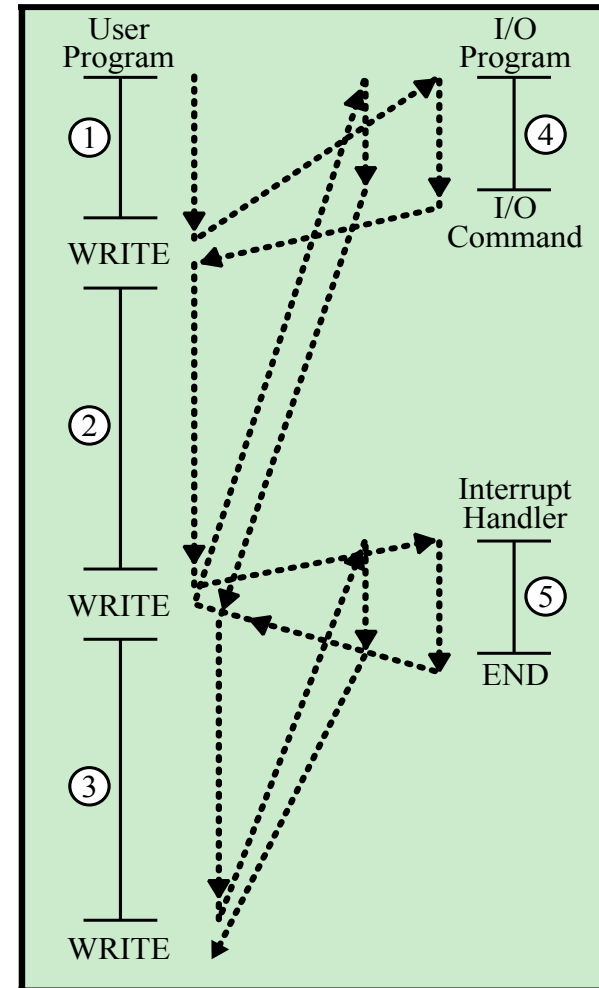 User
Program
I/O
Program
1
4
I/O
Command
WRITE
2
Interrupt
Handler
5
WRITE
END
3
WRITE